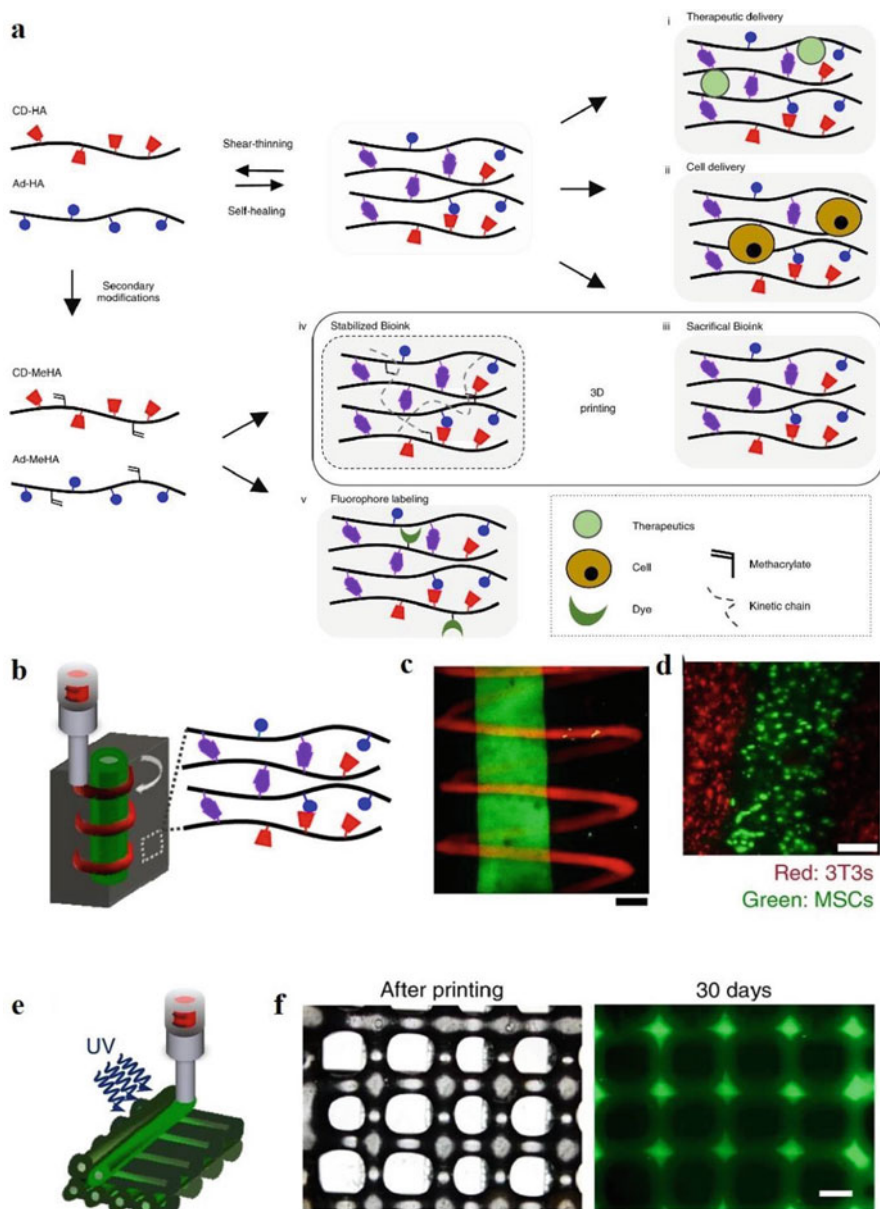 a
CD-HA
Ad-HA
Shear-thinning
Self-healing
i Therapeutic delivery
ii Cell delivery
Secondary
modifications
CD-MeHA
Ad-MeHA
iv Stabilized Bioink
3D
printing
iii Sacrifical Bioink
v Fluorophore labeling
Therapeutics
Cell
Dye
Methacrylate
Kinetic chain
b
c
d
Red: 3T3s
Green: MSCs
e
UV
f
After printing
30 days